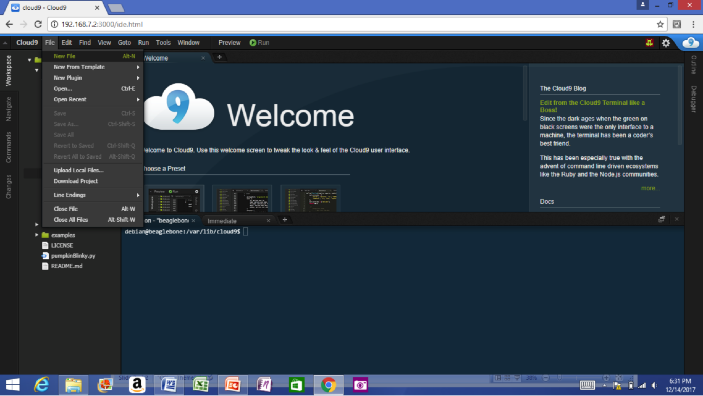 cloud9 - Cloud9
192.168.7.2:3000/ide.html
Cloud9 File Edit Find View Goto Run Tools Window Preview Run
Workspace
Navigate
Commands
Changes
New File Alt-N
New From Template
New Plugin
Open... Ctrl-E
Open Recent
Save Ctrl-S
Save As... Ctrl-Shift-S
Save All
Revert to Saved Ctrl-Shift-Q
Revert All to Saved Alt-Shift-Q
Upload Local Files...
Download Project
Line Endings
Close File Alt-W
Close All Files Alt-Shift-W
examples
LICENSE
pumpkinBlinky.py
README.md
Welcome
9 Welcome
elcome to Cloud9. Use this welcome screen to tweak the look & feel of the Cloud9 user interface.
hoose a Preset
The Cloud9 Blog
Edit from the Cloud9 Terminal like a
Boss!
Since the dark ages when the green on
black screens were the only interface to a
machine, the terminal has been a coder's
best friend.
This has been especially true with the
advent of command line-driven ecosystems
like the Ruby and the Node.js communities.
more
Docs
Outline
Debugger
on - "beaglebone" Immediate
debian@beaglebone:/var/lib/cloud9$
6:31 PM
12/14/2017